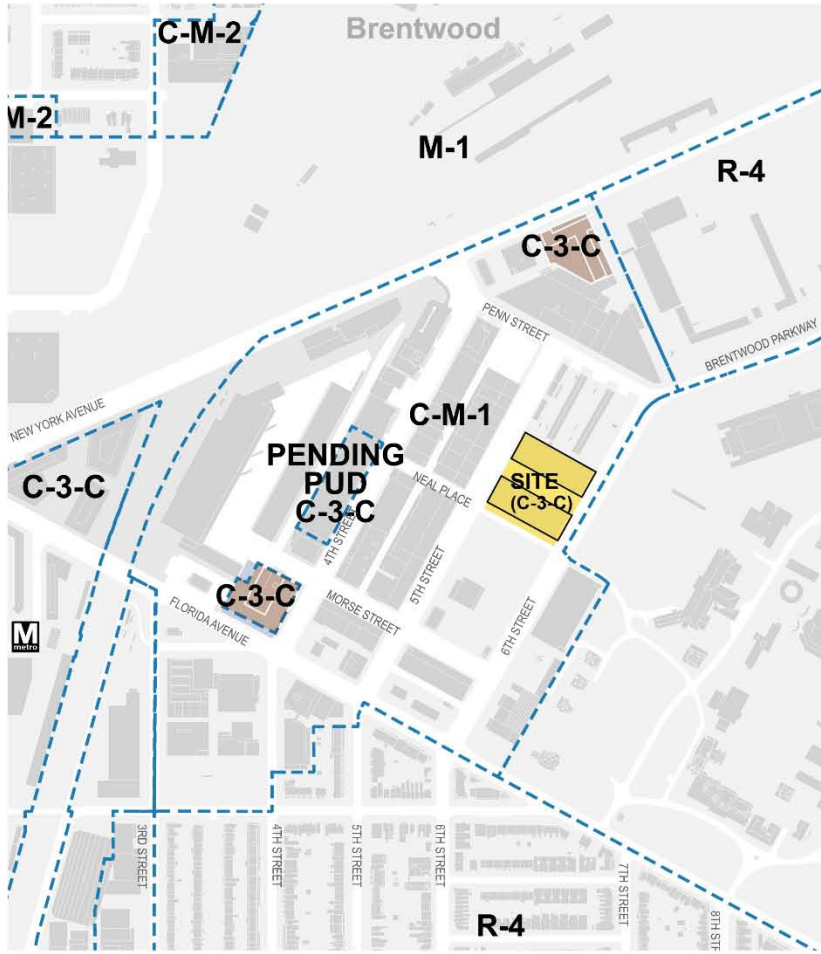 C-M-2
Brentwood
M-2
M-1
R-4
C-3-C
PENN STREET
BRENTWOOD PARKWAY
NEW YORK AVENUE
C-M-1
PENDING
PUD
C-3-C
C-3-C
NEAL PLACE
SITE
(C-3-C)
4TH STREET
5TH STREET
C-3-C
MORSE STREET
FLORIDA AVENUE
6TH STREET
M
metro
3RD STREET
4TH STREET
5TH STREET
6TH STREET
7TH STREET
8TH STR
R-4